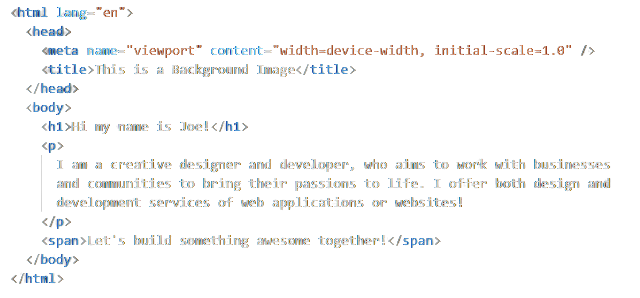 <html lang="en">
<head>
<meta name="viewport" content="width=device-width, initial-scale=1.0" />
<title>This is a Background Image</title>
</head>
<body>
<h1>Hi my name is Joe!</h1>
<p>
I am a creative designer and developer, who aims to work with businesses
and communities to bring their passions to life. I offer both design and
development services of web applications or websites!
</p>
<span>Let's build something awesome together!</span>
</body>
</html>